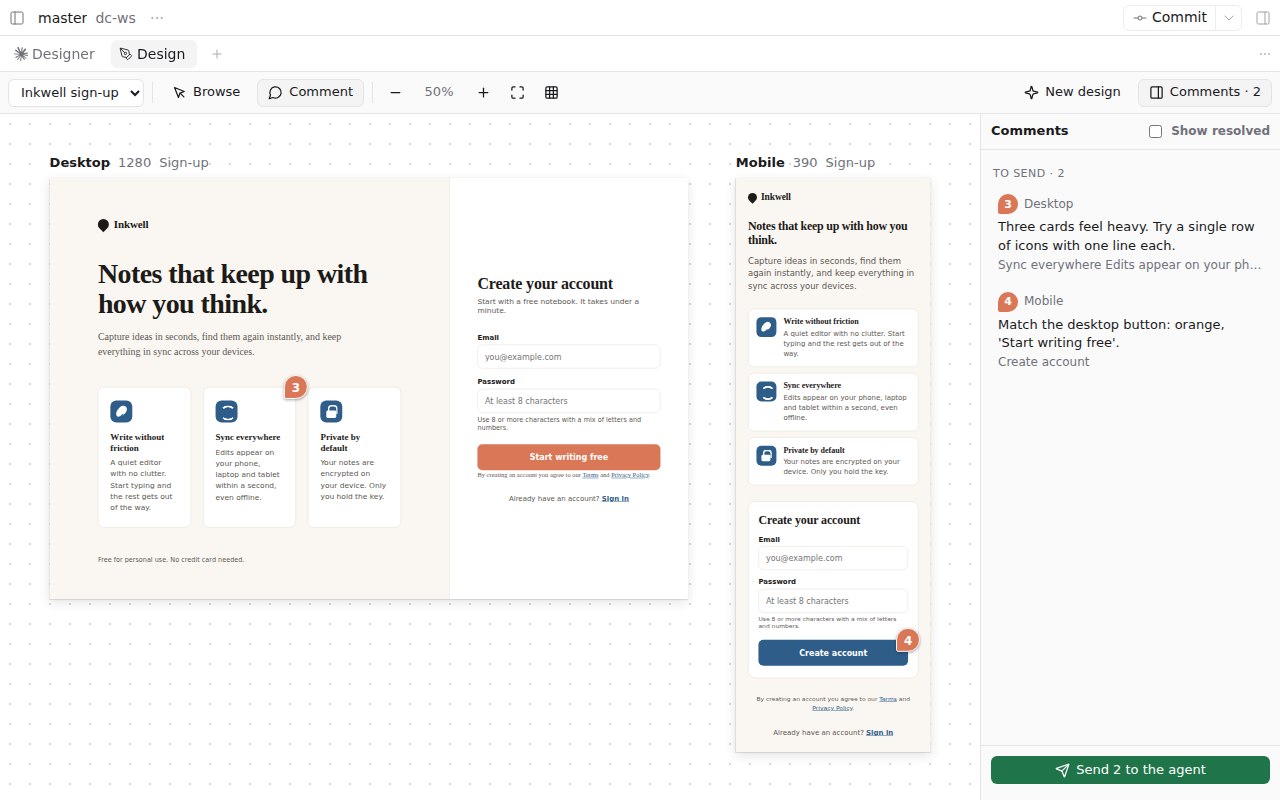 master dc-ws ···
Commit
Designer
Design
Inkwell sign-up
Browse
Comment
50%
New design
Comments · 2
Desktop 1280 Sign-up
Inkwell
Notes that keep up with
how you think.
Capture ideas in seconds, find them again instantly, and keep
everything in sync across your devices.
3
Write without
friction
A quiet editor
with no clutter.
Start typing and
the rest gets out
of the way.
Sync everywhere
Edits appear on
your phone,
laptop and tablet
within a second,
even offline.
Private by
default
Your notes are
encrypted on
your device. Only
you hold the key.
Free for personal use. No credit card needed.
Create your account
Start with a free notebook. It takes under a
minute.
Email
you@example.com
Password
At least 8 characters
Use 8 or more characters with a mix of letters and
numbers.
Start writing free
By creating an account you agree to our Terms and Privacy Policy.
Already have an account? Sign In
Mobile 390 Sign-up
Inkwell
Notes that keep up with how you
think.
Capture ideas in seconds, find them
again instantly, and keep everything in
sync across your devices.
Write without friction
A quiet editor with no clutter. Start
typing and the rest gets out of the
way.
Sync everywhere
Edits appear on your phone, laptop
and tablet within a second, even
offline.
Private by default
Your notes are encrypted on your
device. Only you hold the key.
Create your account
Email
you@example.com
Password
At least 8 characters
Use 8 or more characters with a mix of letters
and numbers.
4
Create account
By creating an account you agree to our Terms and
Privacy Policy.
Already have an account? Sign In
Comments
Show resolved
TO SEND · 2
3 Desktop
Three cards feel heavy. Try a single row
of icons with one line each.
Sync everywhere Edits appear on your ph…
4 Mobile
Match the desktop button: orange,
'Start writing free'.
Create account
Send 2 to the agent